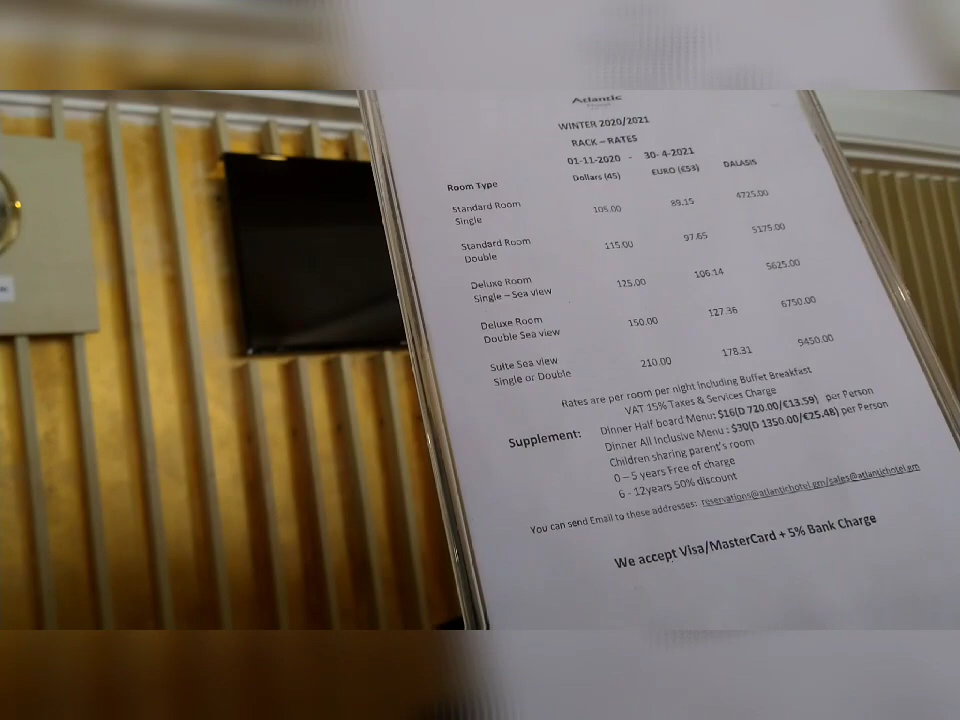 Atlantic
WINTER 2020/2021
RACK – RATES
01-11-2020 - 30- 4-2021
Room Type Dollars (45) EURO (€53) DALASIS
Standard Room
Single 105.00 89.15 4725.00
Standard Room
Double 115.00 97.65 5175.00
Deluxe Room
Single – Sea view 125.00 106.14 5625.00
Deluxe Room
Double Sea view 150.00 127.36 6750.00
Suite Sea view
Single or Double 210.00 178.31 9450.00
Rates are per room per night including Buffet Breakfast
VAT 15% Taxes & Services Charge
Supplement: Dinner Half board Menu: $16(D 720.00/€13.59) per Person
Dinner All Inclusive Menu : $30(D 1350.00/€25.48) per Person
Children sharing parent's room
0 – 5 years Free of charge
6 - 12years 50% discount
You can send Email to these addresses: reservations@atlantichotel.gm/sales@atlantichotel.gm
We accept Visa/MasterCard + 5% Bank Charge